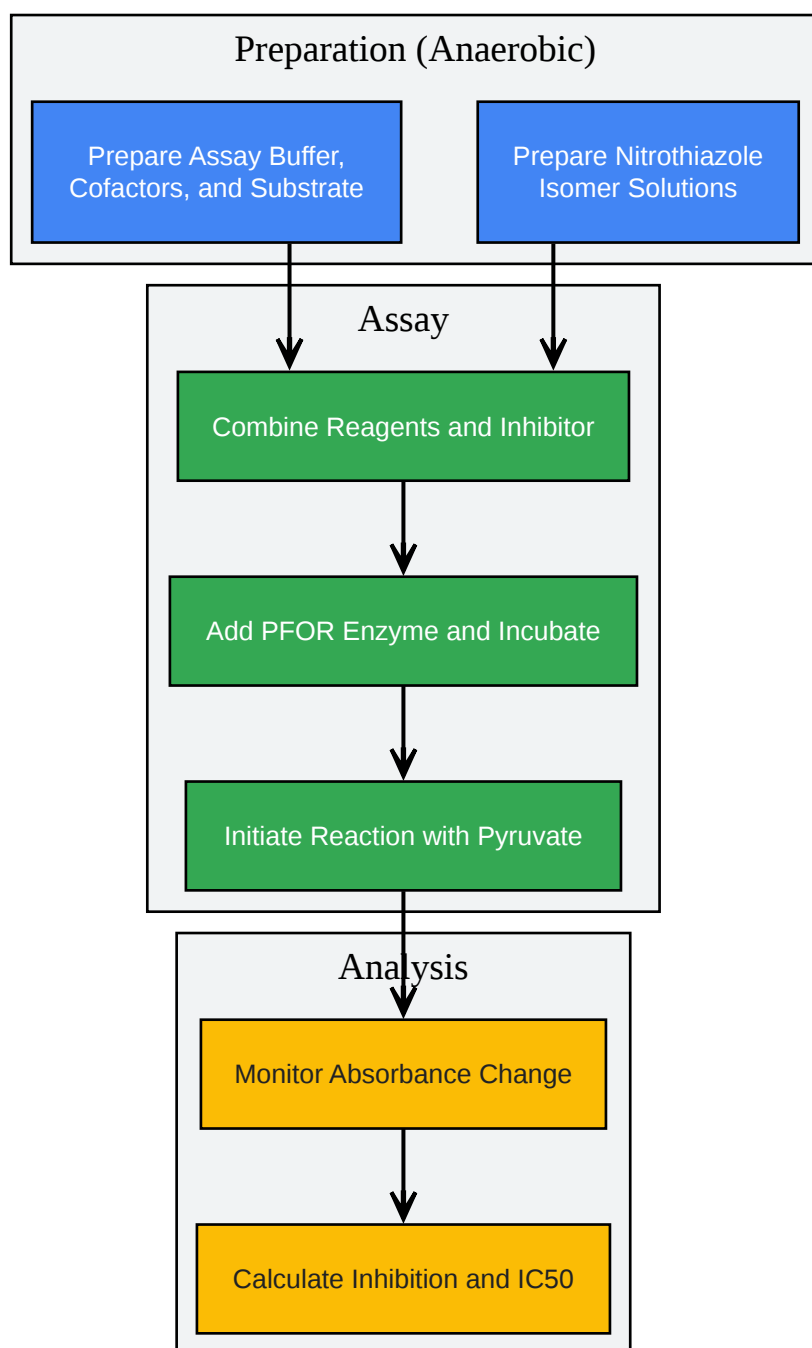 Preparation (Anaerobic)
Prepare Assay Buffer,
Cofactors, and Substrate
Prepare Nitrothiazole
Isomer Solutions
Assay
Combine Reagents and Inhibitor
Add PFOR Enzyme and Incubate
Initiate Reaction with Pyruvate
Analysis
Monitor Absorbance Change
Calculate Inhibition and IC50